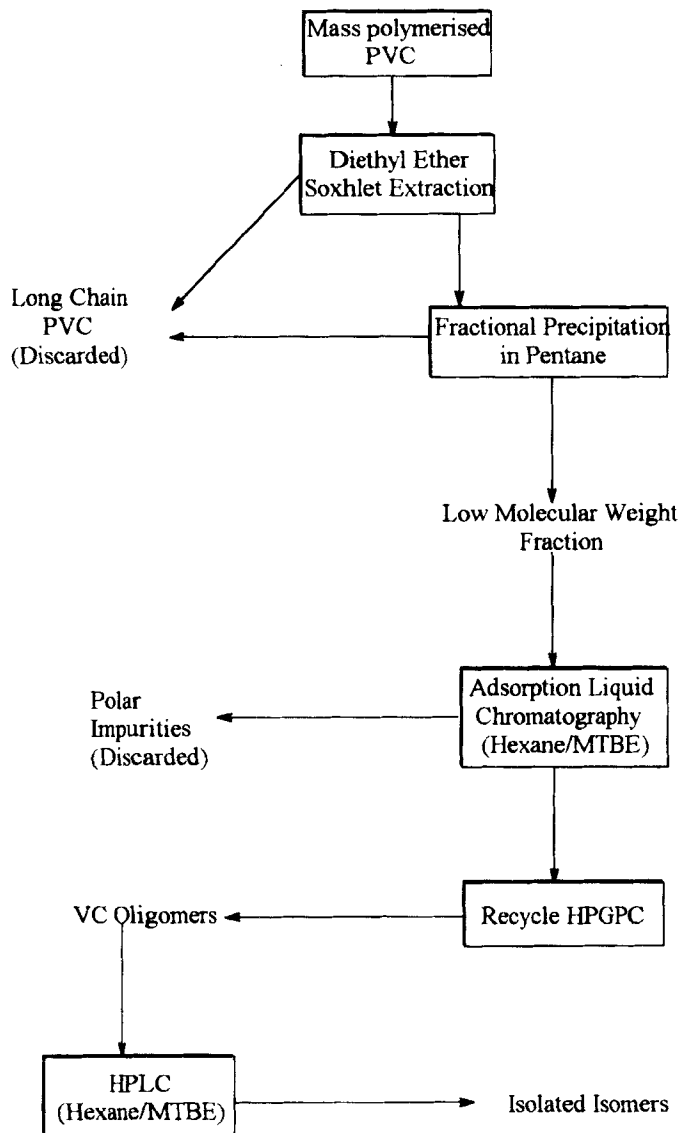 Mass polymerised
PVC
Diethyl Ether
Soxhlet Extraction
Long Chain
PVC
(Discarded)
Fractional Precipitation
in Pentane
Low Molecular Weight
Fraction
Adsorption Liquid
Chromatography
(Hexane/MTBE)
Polar
Impurities
(Discarded)
Recycle HPGPC
VC Oligomers
HPLC
(Hexane/MTBE)
Isolated Isomers